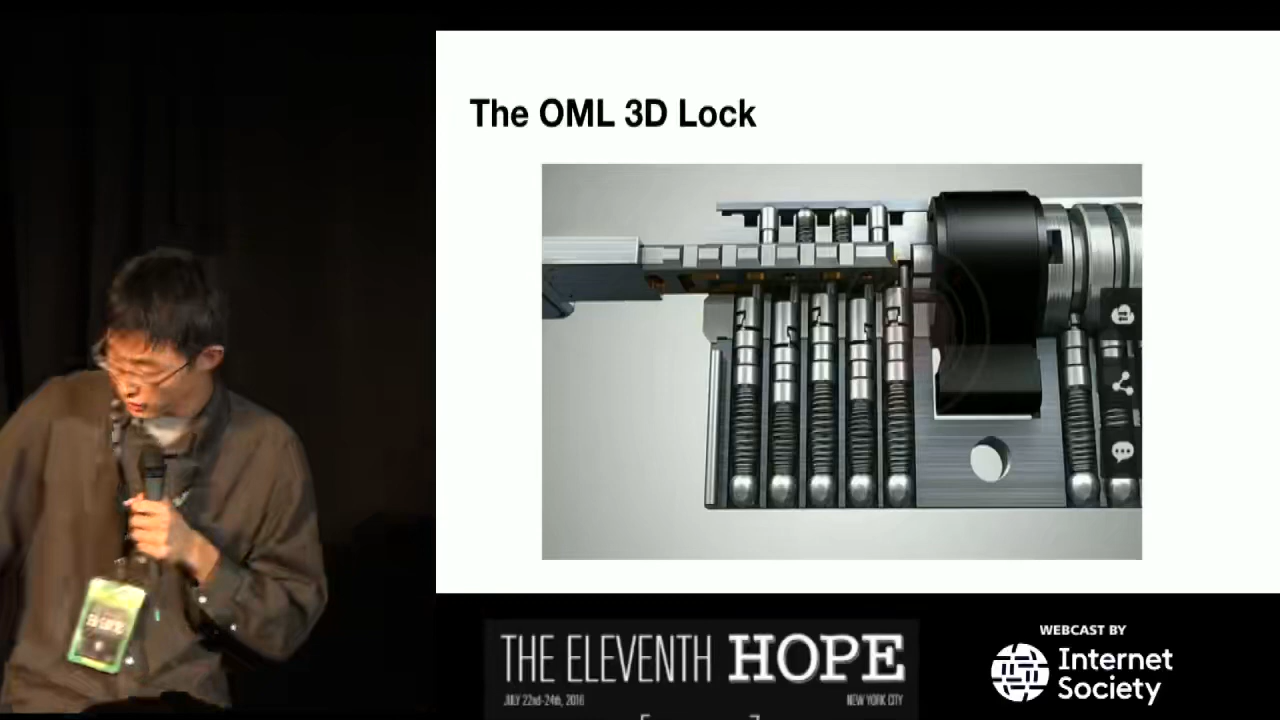 The OML 3D Lock
THE ELEVENTH HOPE
JULY 22nd-24th, 2016
NEW YORK CITY
WEBCAST BY
Internet
Society